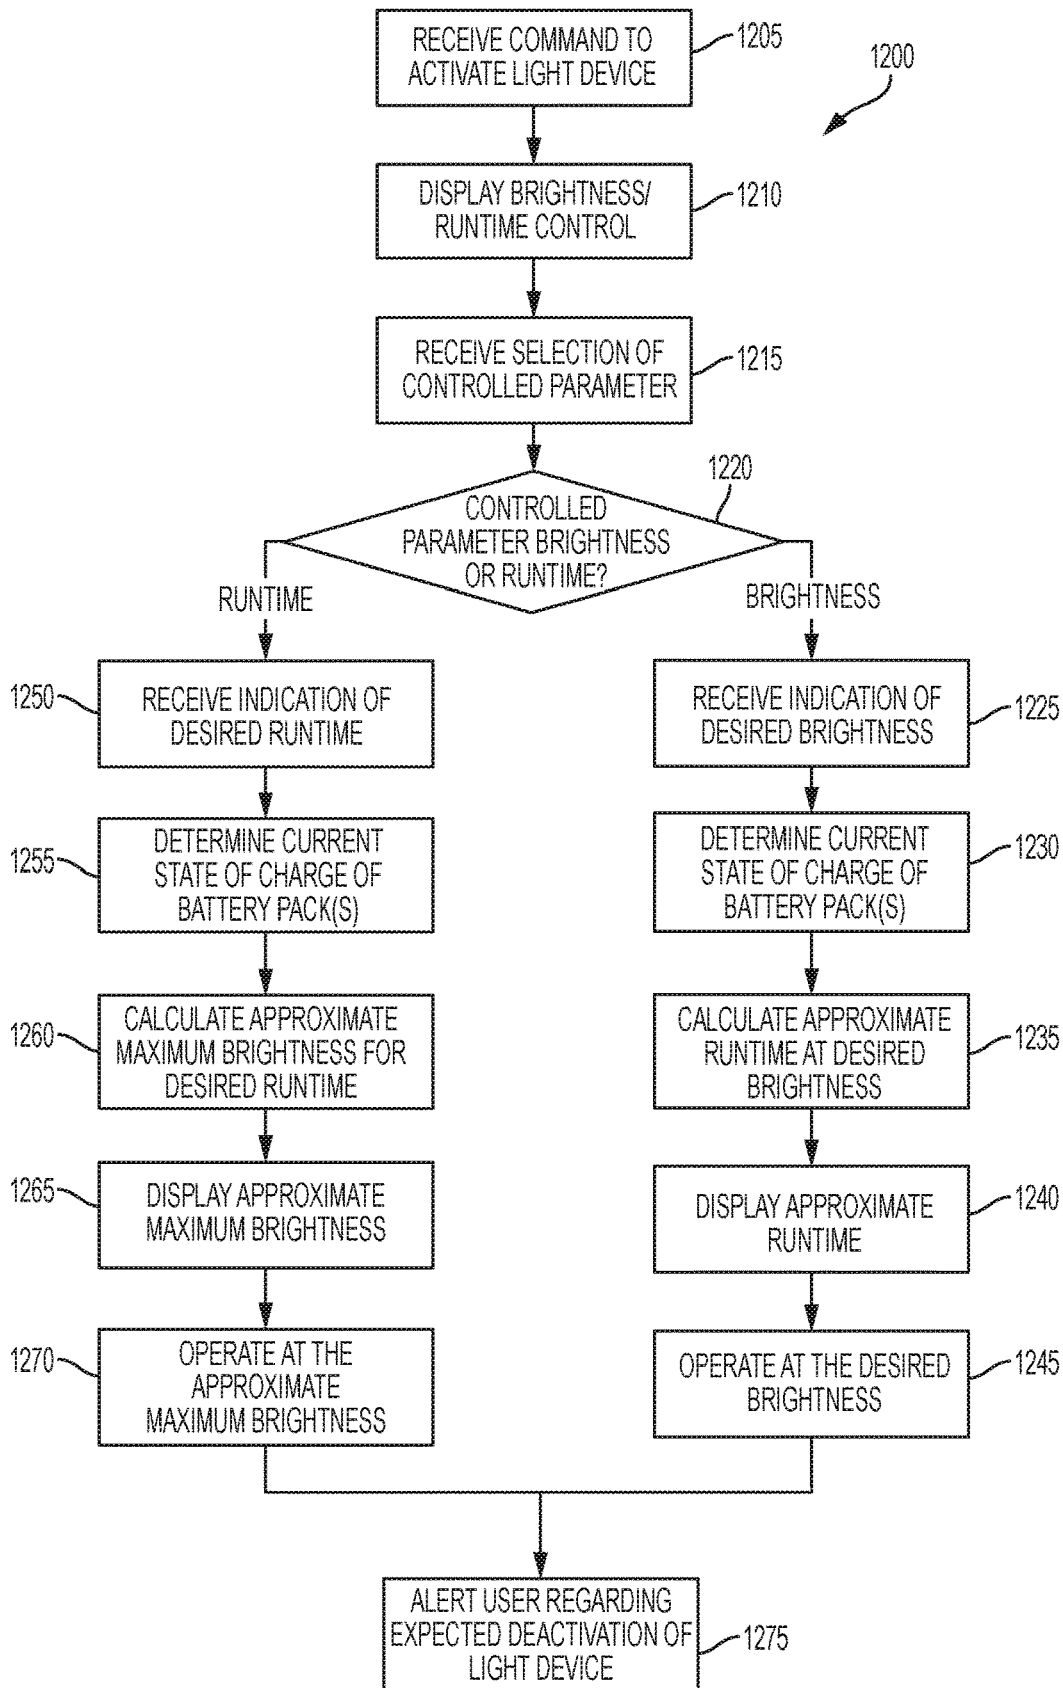 RECEIVE COMMAND TO
ACTIVATE LIGHT DEVICE
1205
1200
DISPLAY BRIGHTNESS/
RUNTIME CONTROL
1210
RECEIVE SELECTION OF
CONTROLLED PARAMETER
1215
1220
CONTROLLED
PARAMETER BRIGHTNESS
OR RUNTIME?
RUNTIME
BRIGHTNESS
1250
RECEIVE INDICATION OF
DESIRED RUNTIME
RECEIVE INDICATION OF
DESIRED BRIGHTNESS
1225
1255
DETERMINE CURRENT
STATE OF CHARGE OF
BATTERY PACK(S)
DETERMINE CURRENT
STATE OF CHARGE OF
BATTERY PACK(S)
1230
1260
CALCULATE APPROXIMATE
MAXIMUM BRIGHTNESS FOR
DESIRED RUNTIME
CALCULATE APPROXIMATE
RUNTIME AT DESIRED
BRIGHTNESS
1235
1265
DISPLAY APPROXIMATE
MAXIMUM BRIGHTNESS
DISPLAY APPROXIMATE
RUNTIME
1240
1270
OPERATE AT THE
APPROXIMATE
MAXIMUM BRIGHTNESS
OPERATE AT THE DESIRED
BRIGHTNESS
1245
ALERT USER REGARDING
EXPECTED DEACTIVATION OF
LIGHT DEVICE
1275